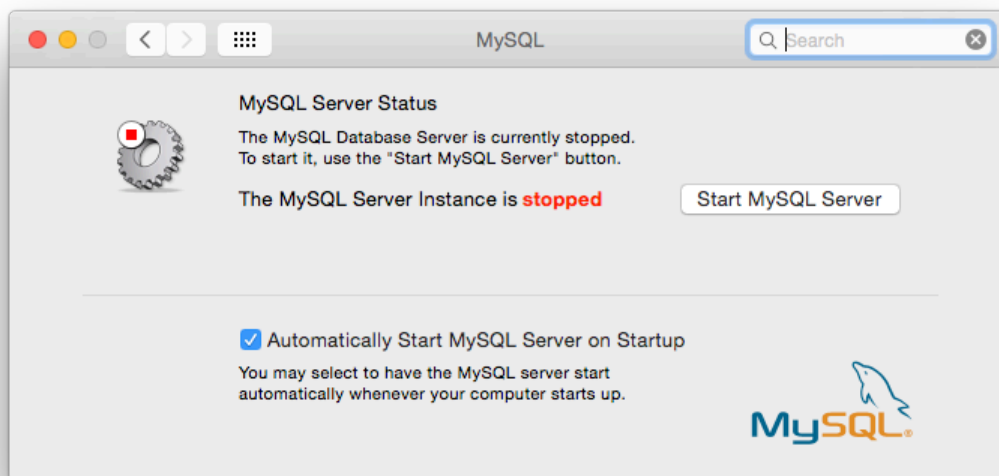 MySQL
Search
MySQL Server Status
The MySQL Database Server is currently stopped.
To start it, use the "Start MySQL Server" button.
The MySQL Server Instance is stopped
Start MySQL Server
Automatically Start MySQL Server on Startup
You may select to have the MySQL server start
automatically whenever your computer starts up.
MySQL®